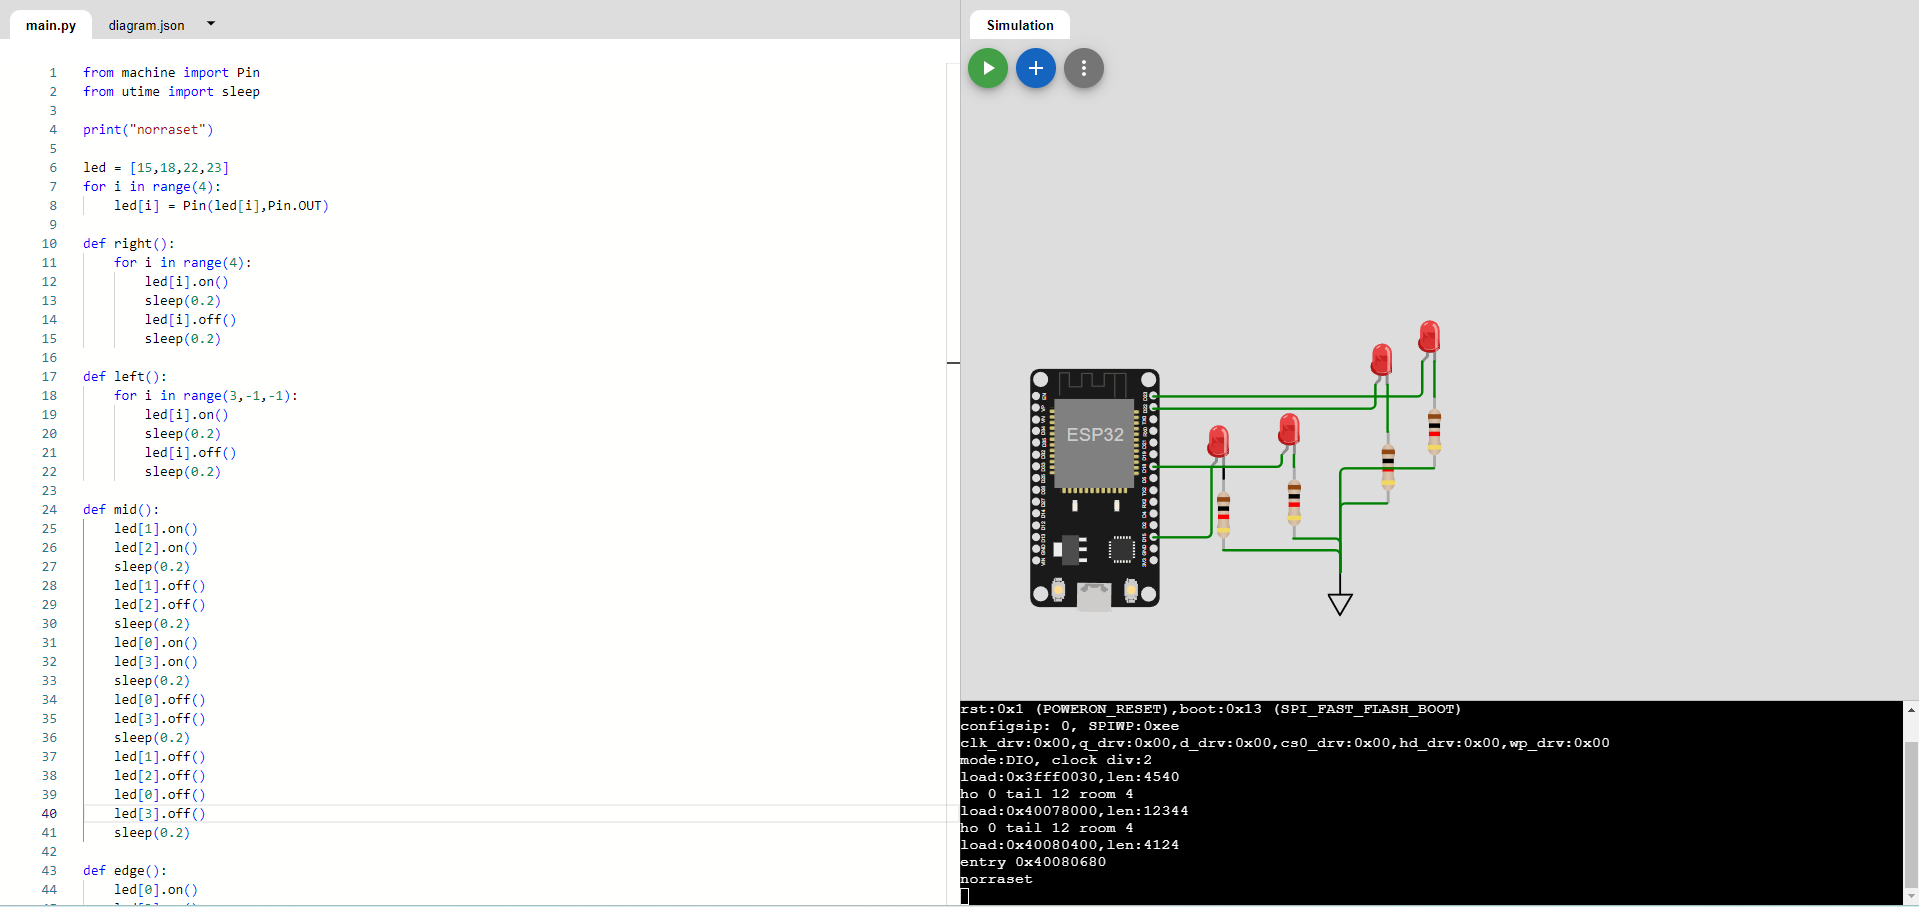 main.py
diagram.json
1 from machine import Pin
2 from utime import sleep
3
4 print("norraset")
5
6 led = [15,18,22,23]
7 for i in range(4):
8     led[i] = Pin(led[i],Pin.OUT)
9
10 def right():
11     for i in range(4):
12         led[i].on()
13         sleep(0.2)
14         led[i].off()
15         sleep(0.2)
16
17 def left():
18     for i in range(3,-1,-1):
19         led[i].on()
20         sleep(0.2)
21         led[i].off()
22         sleep(0.2)
23
24 def mid():
25     led[1].on()
26     led[2].on()
27     sleep(0.2)
28     led[1].off()
29     led[2].off()
30     sleep(0.2)
31     led[0].on()
32     led[3].on()
33     sleep(0.2)
34     led[0].off()
35     led[3].off()
36     sleep(0.2)
37     led[1].off()
38     led[2].off()
39     led[0].off()
40     led[3].off()
41     sleep(0.2)
42
43 def edge():
44     led[0].on()
Simulation
ESP32
rst:0x1 (POWERON_RESET),boot:0x13 (SPI_FAST_FLASH_BOOT)
configsip: 0, SPIWP:0xee
clk_drv:0x00,q_drv:0x00,d_drv:0x00,cs0_drv:0x00,hd_drv:0x00,wp_drv:0x00
mode:DIO, clock div:2
load:0x3fff0030,len:4540
ho 0 tail 12 room 4
load:0x40078000,len:12344
ho 0 tail 12 room 4
load:0x40080400,len:4124
entry 0x40080680
norraset